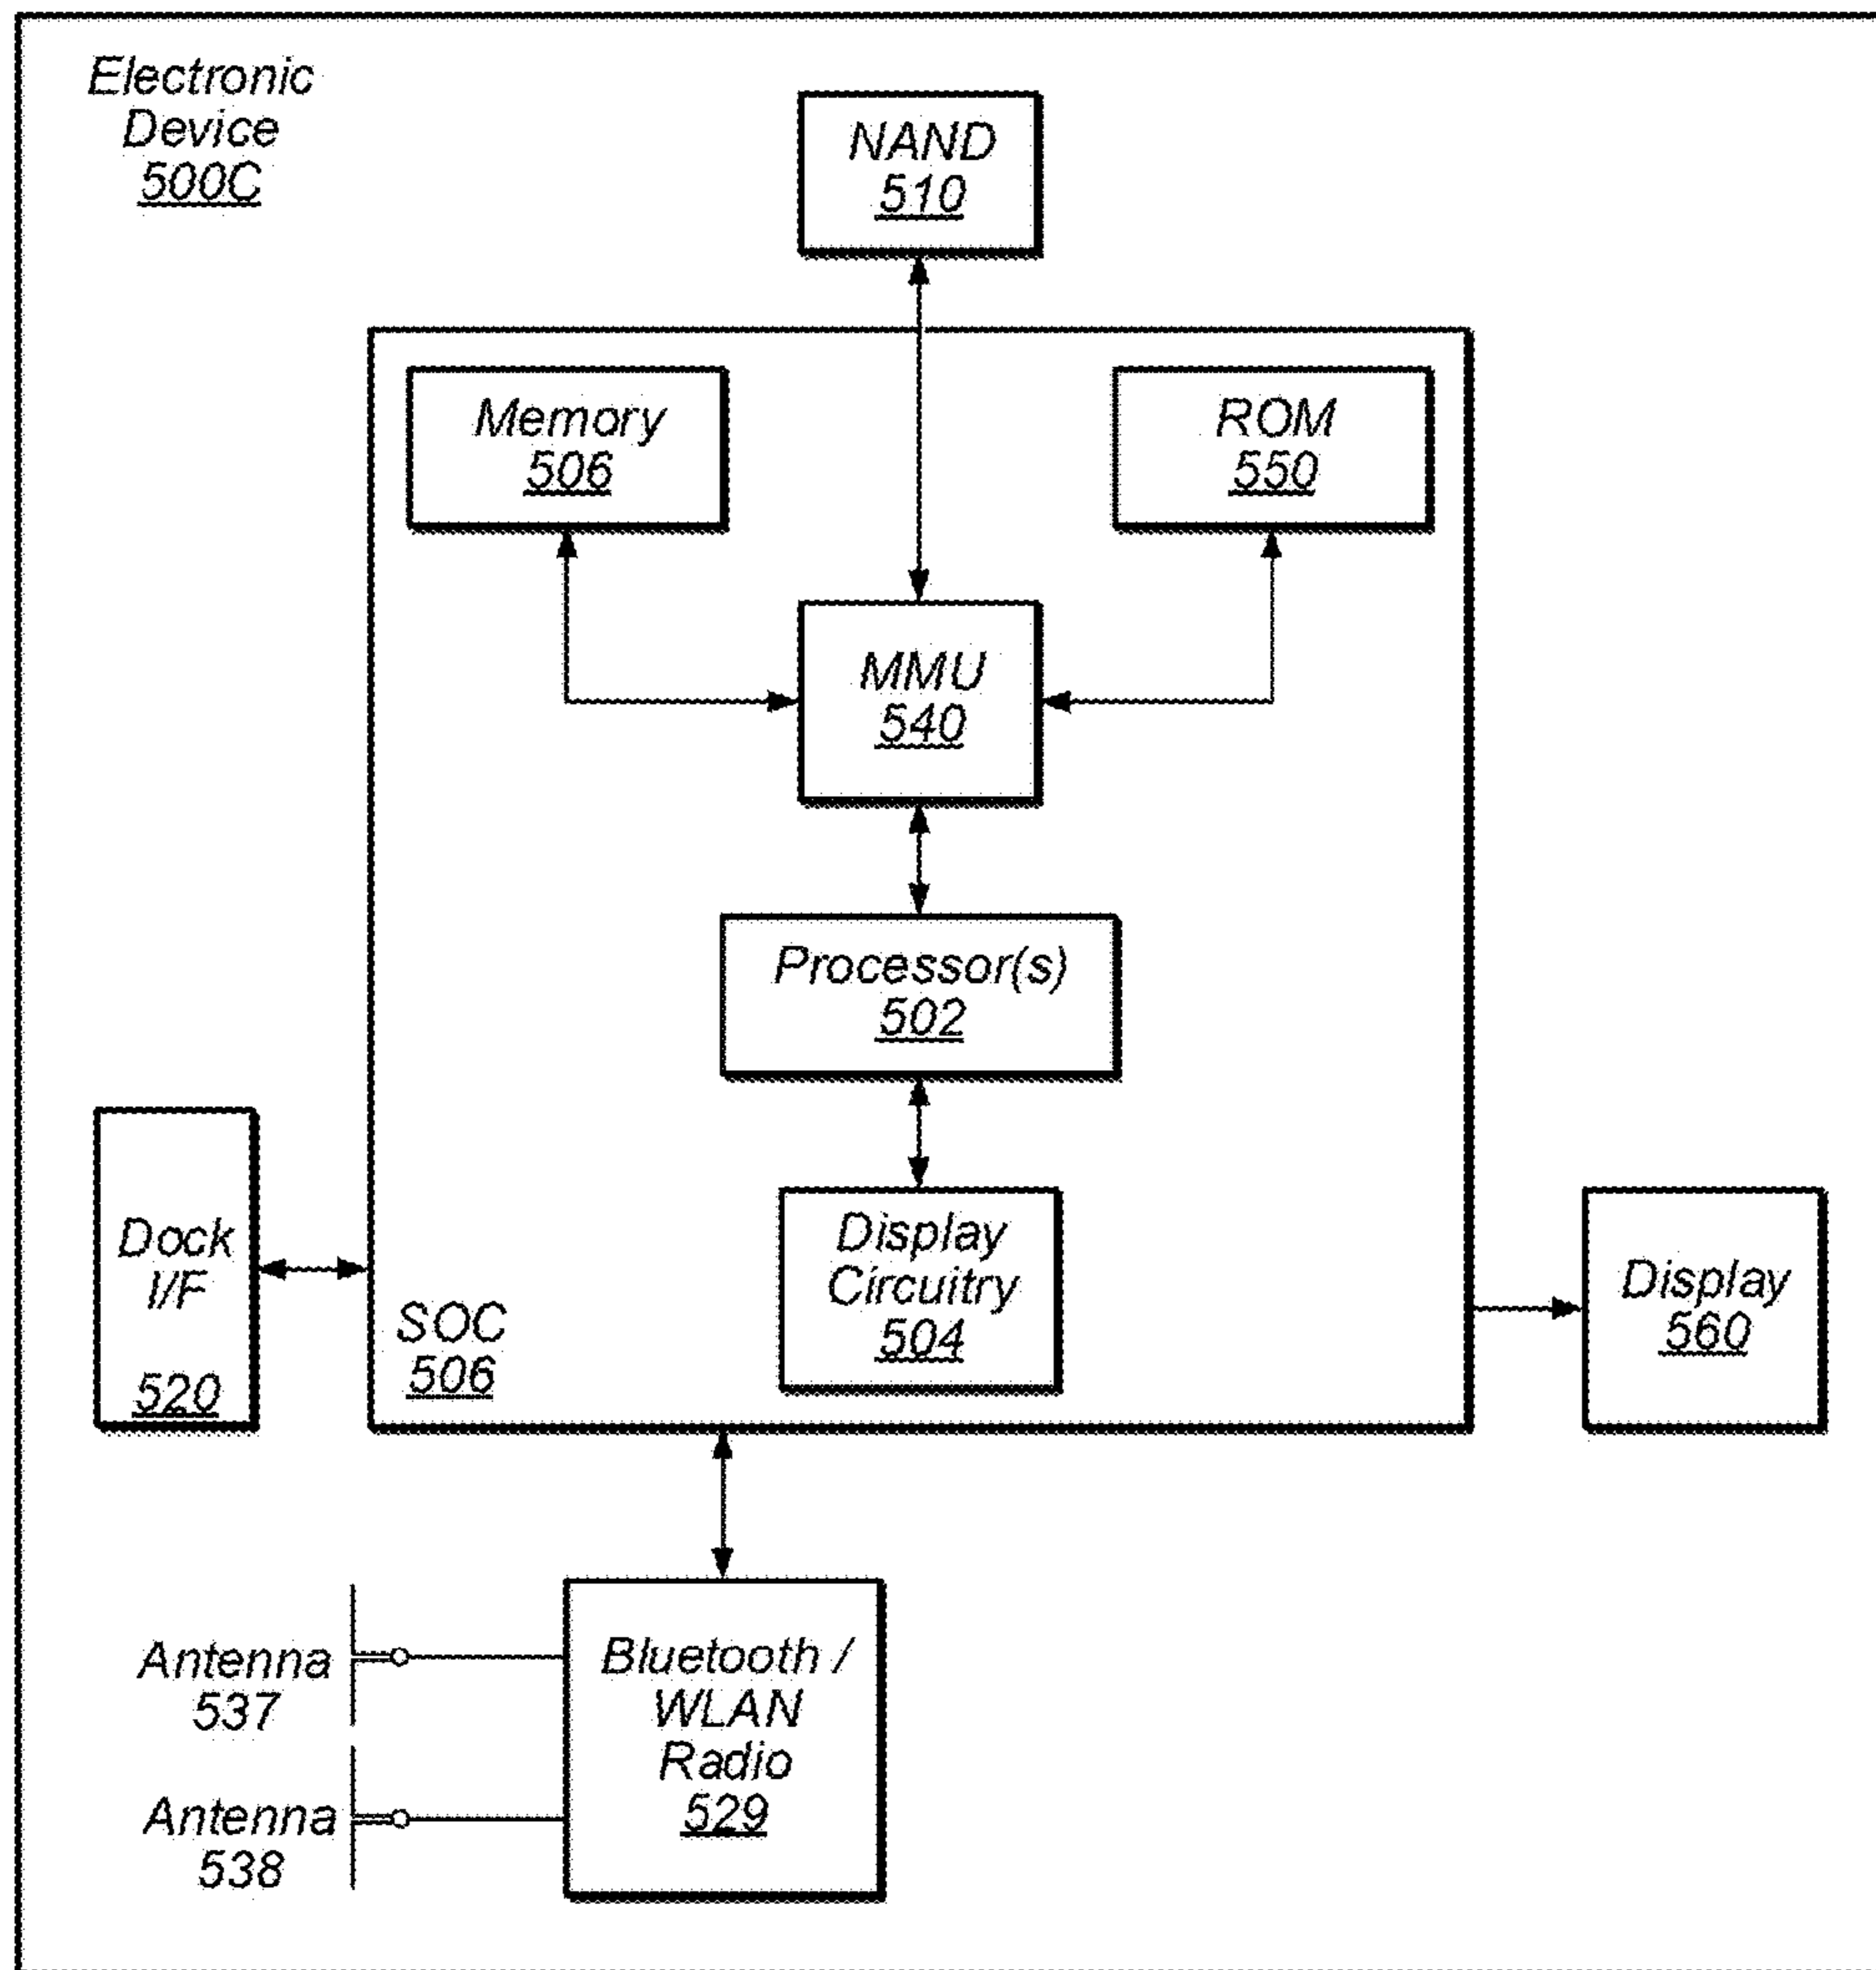 Electronic
Device
500C
NAND
510
Memory
506
ROM
550
MMU
540
Processor(s)
502
Display
Circuitry
504
SOC
506
Dock
I/F
520
Display
560
Bluetooth /
WLAN
Radio
529
Antenna
537
Antenna
538